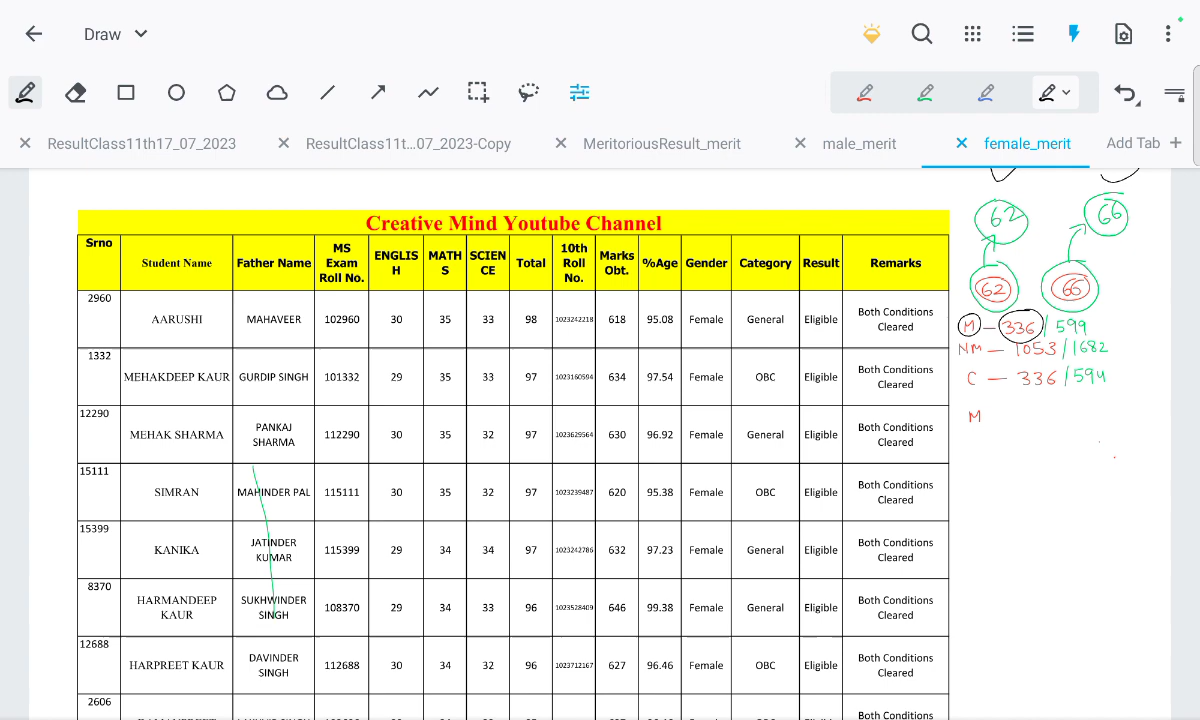 Draw
ResultClass11th17_07_2023
ResultClass11t...07_2023-Copy
MeritoriousResult_merit
male_merit
female_merit
Add Tab +
Creative Mind Youtube Channel
Srno Student Name Father Name MS Exam Roll No. ENGLISH MATHS SCIENCE Total 10th Roll No. Marks Obt. %Age Gender Category Result Remarks
2960 AARUSHI MAHAVEER 102960 30 35 33 98 1023242218 618 95.08 Female General Eligible Both Conditions Cleared
1332 MEHAKDEEP KAUR GURDIP SINGH 101332 29 35 33 97 1023160594 634 97.54 Female OBC Eligible Both Conditions Cleared
12290 MEHAK SHARMA PANKAJ SHARMA 112290 30 35 32 97 1023629564 630 96.92 Female General Eligible Both Conditions Cleared
15111 SIMRAN MAHINDER PAL 115111 30 35 32 97 1023239487 620 95.38 Female OBC Eligible Both Conditions Cleared
15399 KANIKA JATINDER KUMAR 115399 29 34 34 97 1023242786 632 97.23 Female General Eligible Both Conditions Cleared
8370 HARMANDEEP KAUR SUKHWINDER SINGH 108370 29 34 33 96 1023528409 646 99.38 Female General Eligible Both Conditions Cleared
12688 HARPREET KAUR DAVINDER SINGH 112688 30 34 32 96 1023712167 627 96.46 Female OBC Eligible Both Conditions Cleared
2606 Both Conditions
62 66
62 66
M - 336/599
NM - 1053/1682
C - 336/594
M